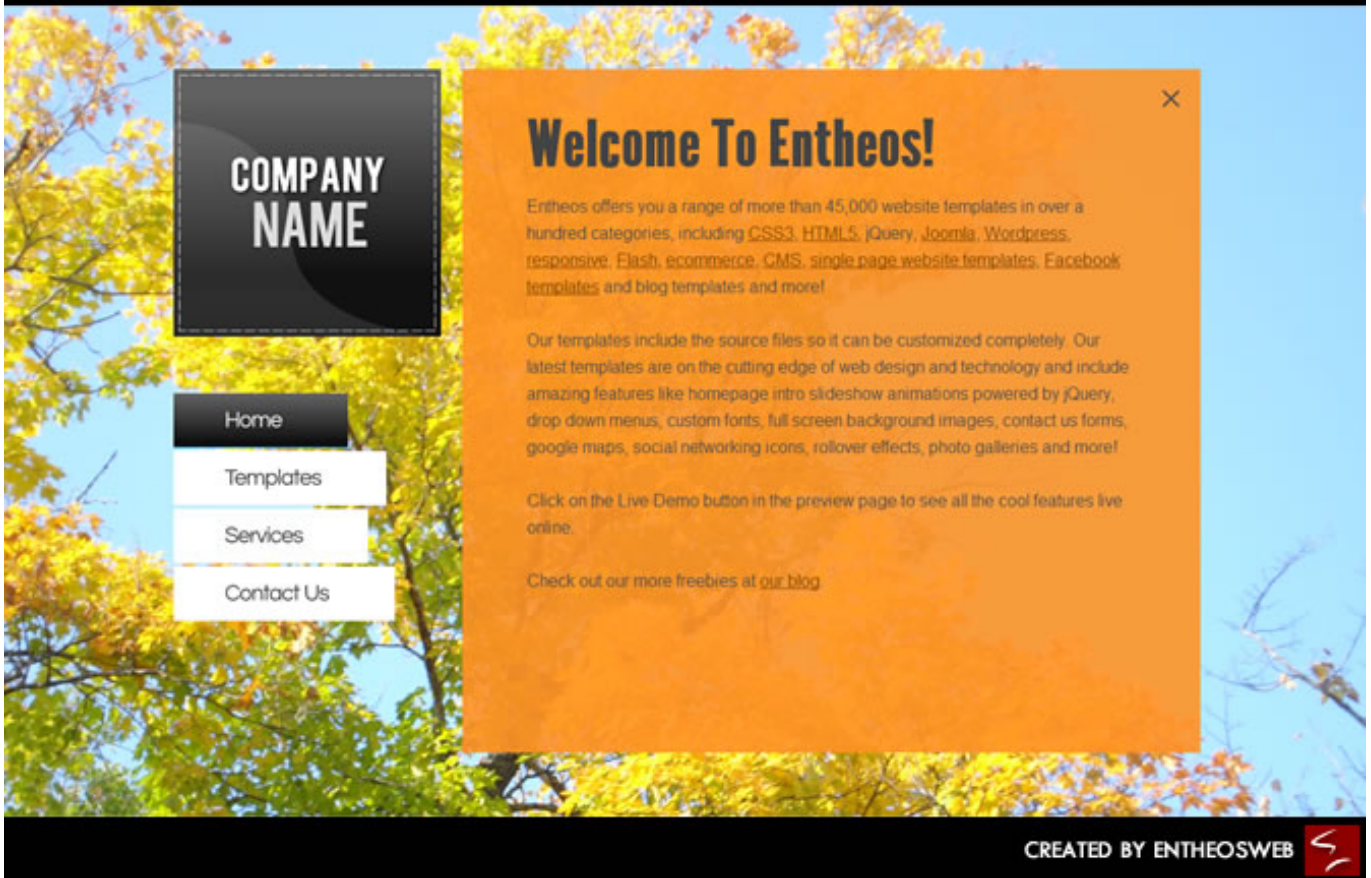 COMPANY
NAME
Home
Templates
Services
Contact Us
Welcome To Entheos!
Entheos offers you a range of more than 45,000 website templates in over a
hundred categories, including CSS3, HTML5, jQuery, Joomla, Wordpress,
responsive, Flash, ecommerce, CMS, single page website templates, Facebook
templates and blog templates and more!
Our templates include the source files so it can be customized completely. Our
latest templates are on the cutting edge of web design and technology and include
amazing features like homepage intro slideshow animations powered by jQuery,
drop down menus, custom fonts, full screen background images, contact us forms,
google maps, social networking icons, rollover effects, photo galleries and more!
Click on the Live Demo button in the preview page to see all the cool features live
online.
Check out our more freebies at our blog
CREATED BY ENTHEOSWEB